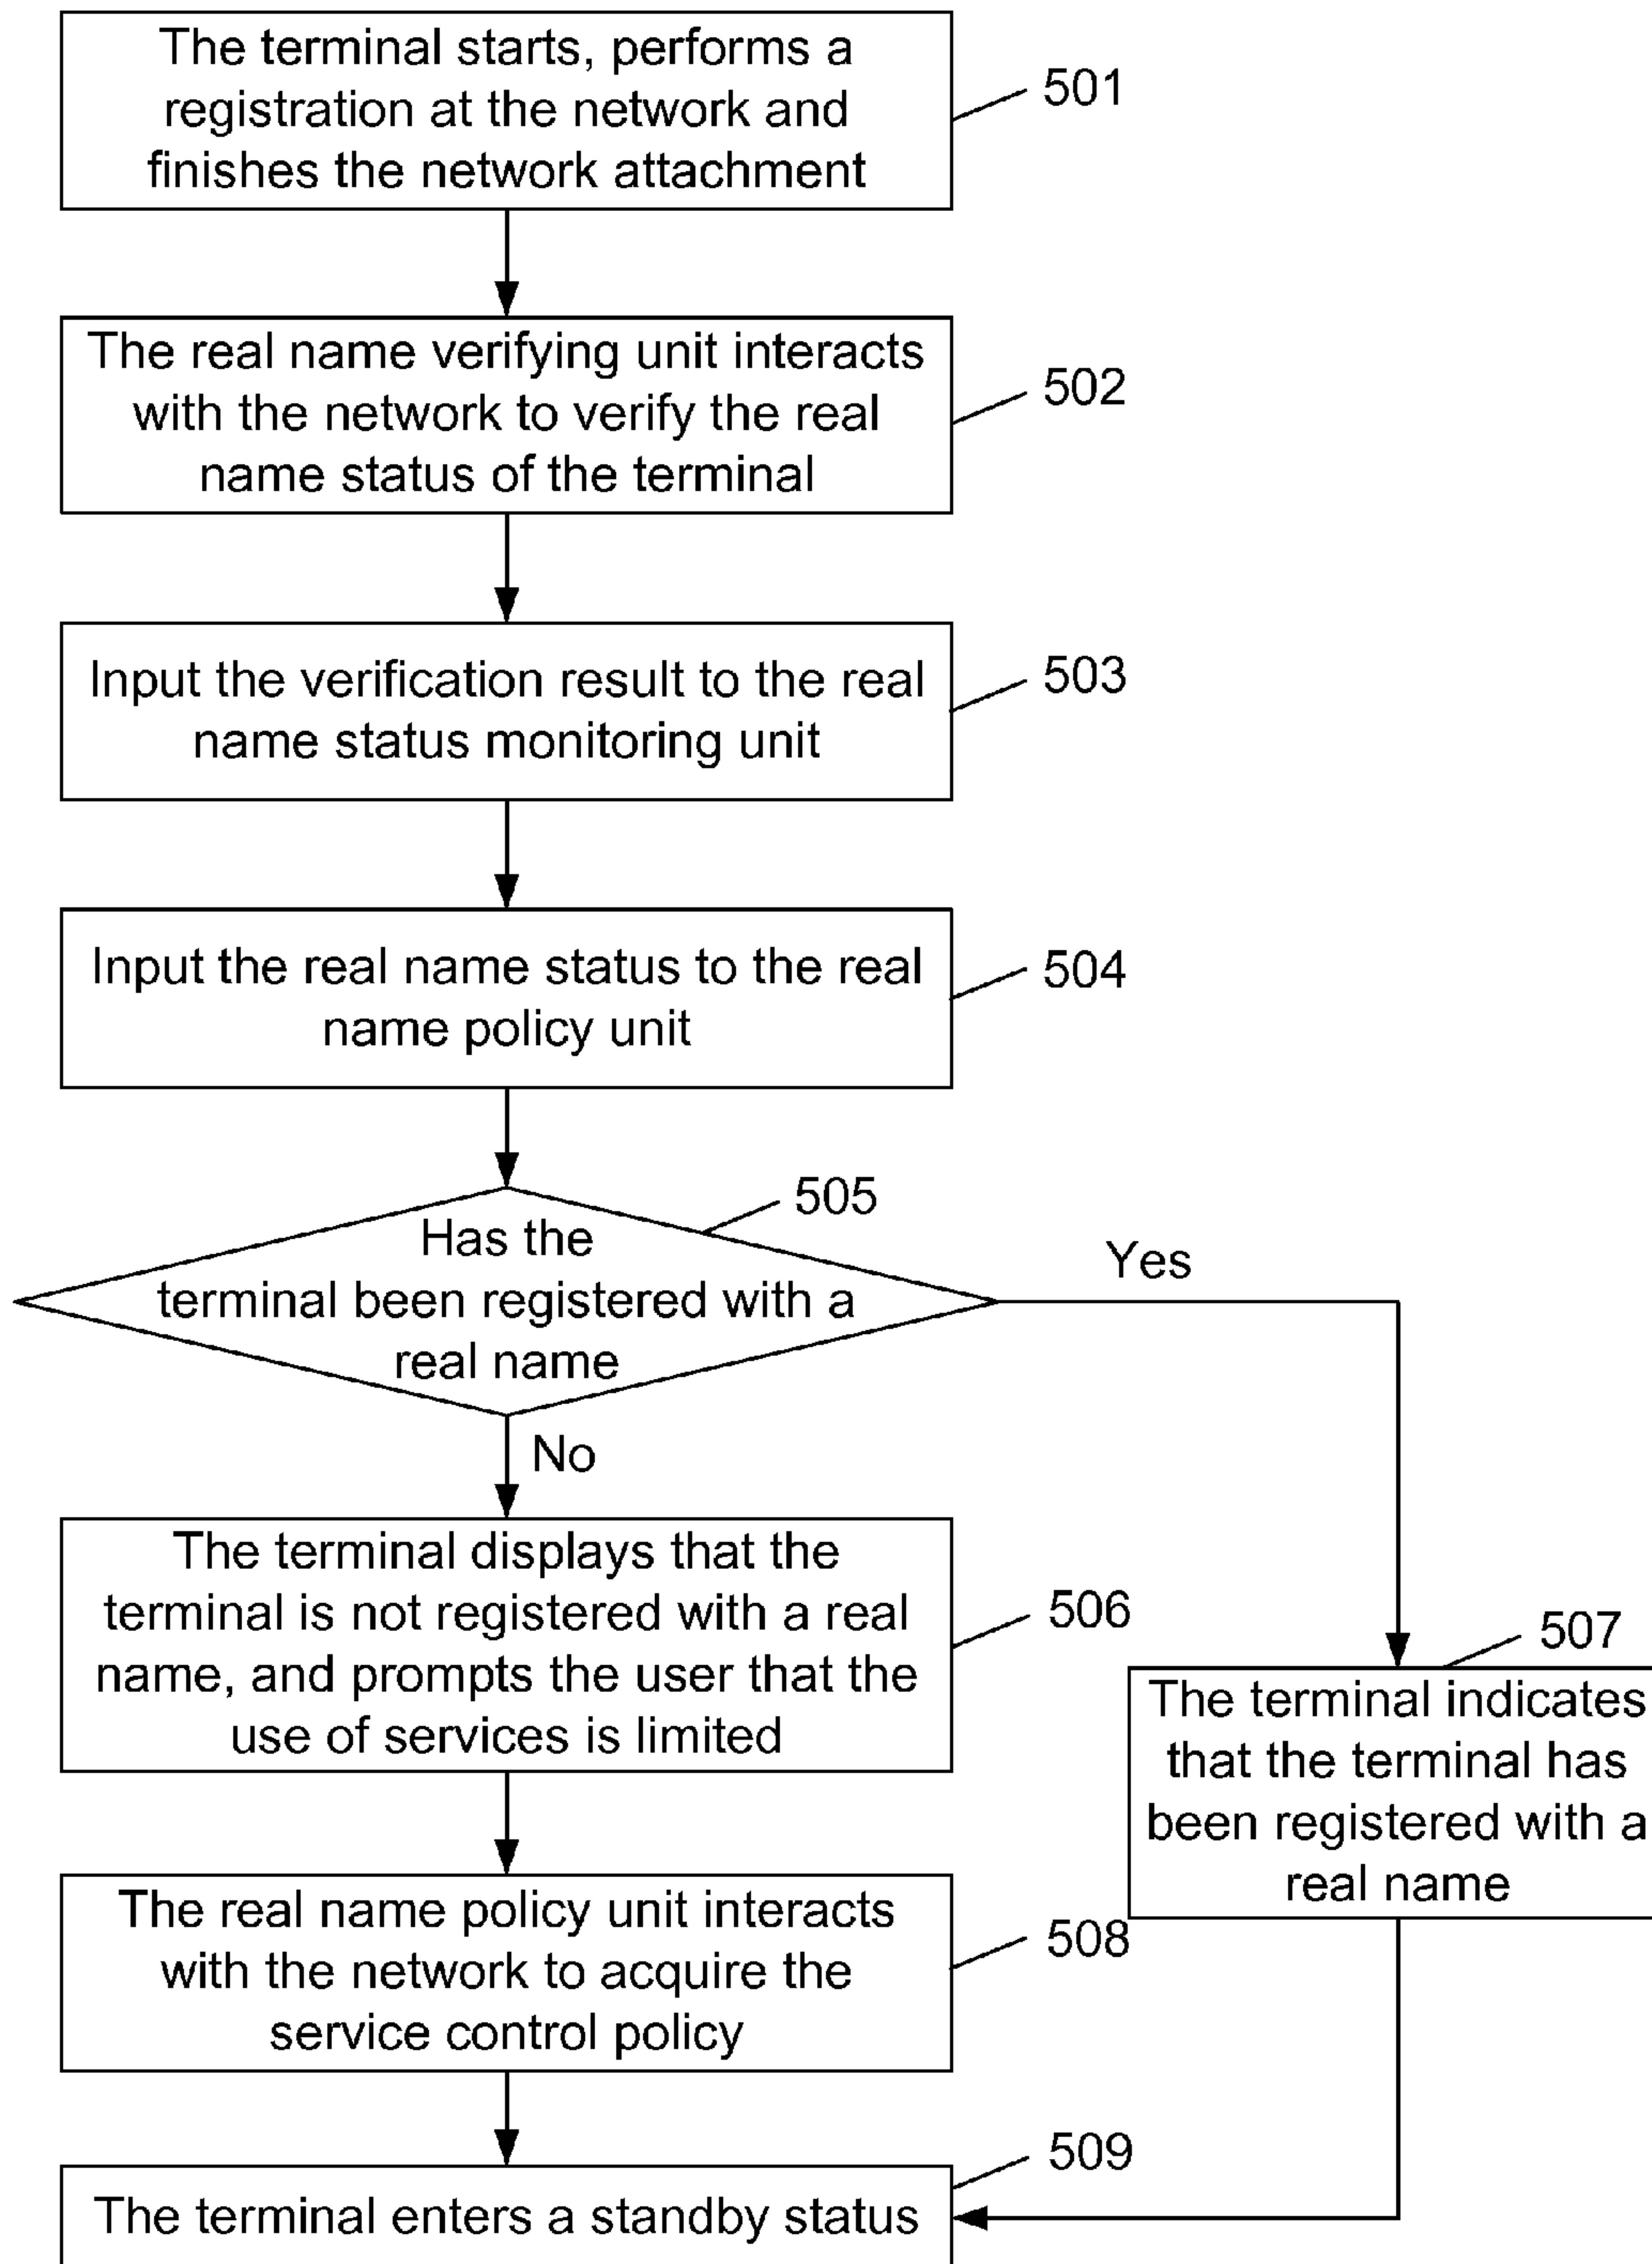 The terminal starts, performs a
registration at the network and
finishes the network attachment
501
The real name verifying unit interacts
with the network to verify the real
name status of the terminal
502
Input the verification result to the real
name status monitoring unit
503
Input the real name status to the real
name policy unit
504
505
Has the
terminal been registered with a
real name
Yes
No
The terminal displays that the
terminal is not registered with a real
name, and prompts the user that the
use of services is limited
506
507
The terminal indicates
that the terminal has
been registered with a
real name
The real name policy unit interacts
with the network to acquire the
service control policy
508
509
The terminal enters a standby status